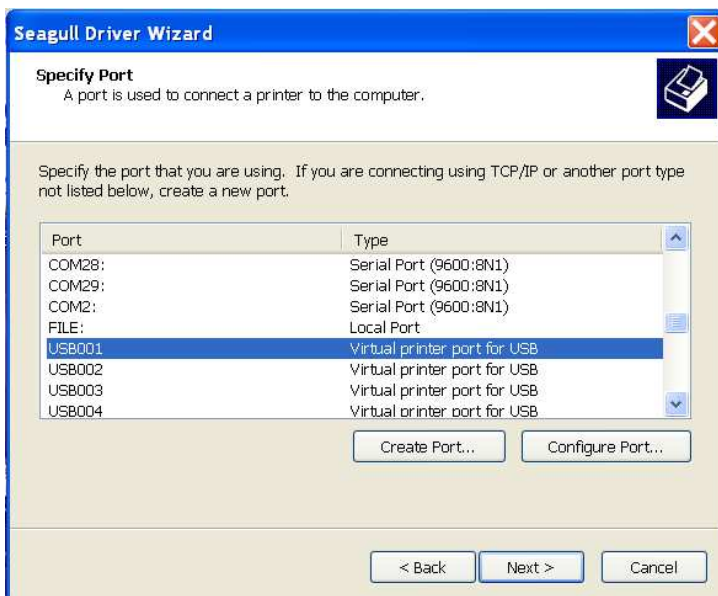 Seagull Driver Wizard
Specify Port
A port is used to connect a printer to the computer.
Specify the port that you are using. If you are connecting using TCP/IP or another port type
not listed below, create a new port.
Port Type
COM28: Serial Port (9600:8N1)
COM29: Serial Port (9600:8N1)
COM2: Serial Port (9600:8N1)
FILE: Local Port
USB001 Virtual printer port for USB
USB002 Virtual printer port for USB
USB003 Virtual printer port for USB
USB004 Virtual printer port for USB
Create Port... Configure Port...
< Back Next > Cancel